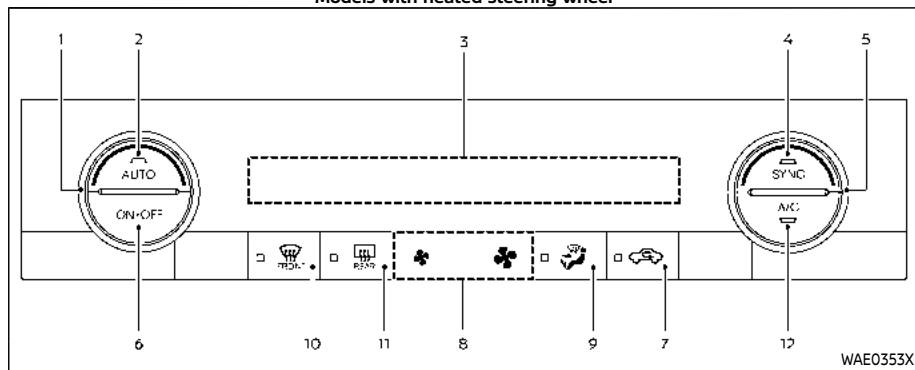 Models with heated steering wheel
1 2 3 4 5
AUTO SYNC
ON•OFF A/C
FRONT REAR
6 10 11 8 9 7 12
WAE0353X